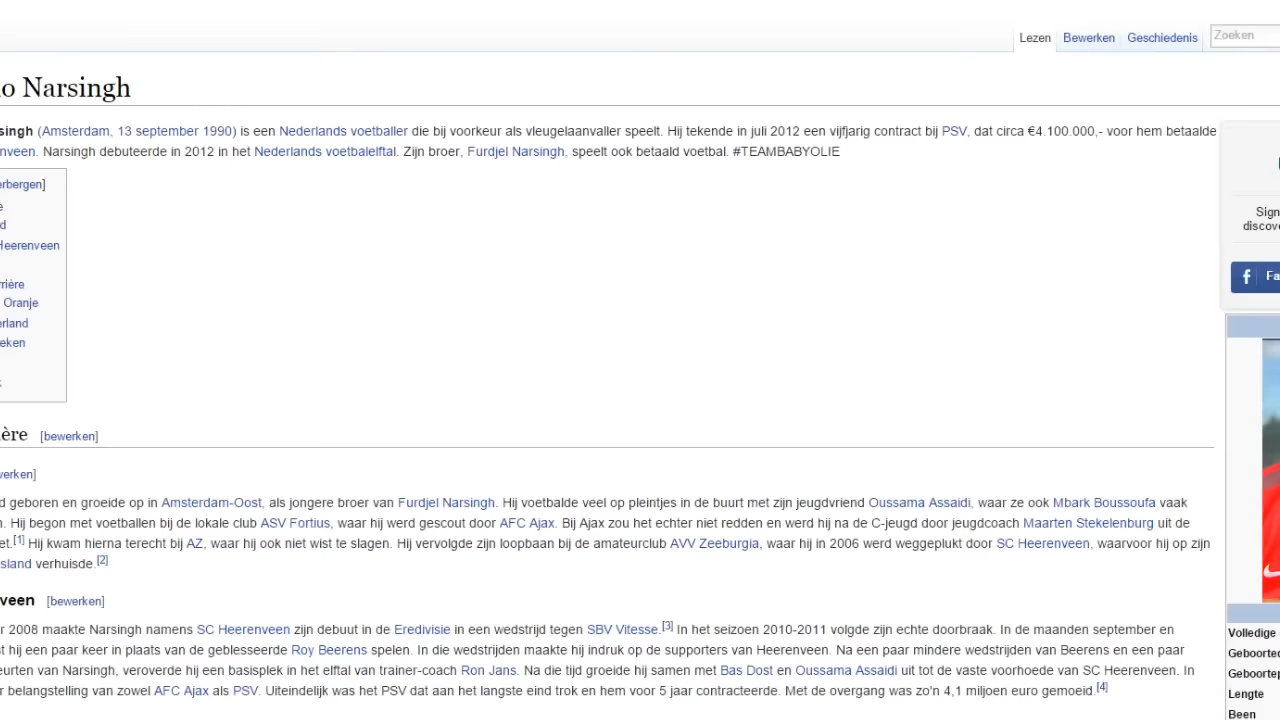 Lezen Bewerken Geschiedenis Zoeken
o Narsingh
singh (Amsterdam, 13 september 1990) is een Nederlands voetballer die bij voorkeur als vleugelaanvaller speelt. Hij tekende in juli 2012 een vijfjarig contract bij PSV, dat circa €4.100.000,- voor hem betaalde
nveen. Narsingh debuteerde in 2012 in het Nederlands voetbalelftal. Zijn broer, Furdjel Narsingh, speelt ook betaald voetbal. #TEAMBABYOLIE
erbergen]
e
d
Heerenveen
rrière
Oranje
erland
eken
Sign
discove
Fa
ère [bewerken]
werken]
d geboren en groeide op in Amsterdam-Oost, als jongere broer van Furdjel Narsingh. Hij voetbalde veel op pleintjes in de buurt met zijn jeugdvriend Oussama Assaidi, waar ze ook Mbark Boussoufa vaak
n. Hij begon met voetballen bij de lokale club ASV Fortius, waar hij werd gescout door AFC Ajax. Bij Ajax zou het echter niet redden en werd hij na de C-jeugd door jeugdcoach Maarten Stekelenburg uit de
et.[1] Hij kwam hierna terecht bij AZ, waar hij ook niet wist te slagen. Hij vervolgde zijn loopbaan bij de amateurclub AVV Zeeburgia, waar hij in 2006 werd weggeplukt door SC Heerenveen, waarvoor hij op zijn
sland verhuisde.[2]
veen [bewerken]
r 2008 maakte Narsingh namens SC Heerenveen zijn debuut in de Eredivisie in een wedstrijd tegen SBV Vitesse.[3] In het seizoen 2010-2011 volgde zijn echte doorbraak. In de maanden september en
t hij een paar keer in plaats van de geblesseerde Roy Beerens spelen. In die wedstrijden maakte hij indruk op de supporters van Heerenveen. Na een paar mindere wedstrijden van Beerens en een paar
eurten van Narsingh, veroverde hij een basisplek in het elftal van trainer-coach Ron Jans. Na die tijd groeide hij samen met Bas Dost en Oussama Assaidi uit tot de vaste voorhoede van SC Heerenveen. In
r belangstelling van zowel AFC Ajax als PSV. Uiteindelijk was het PSV dat aan het langste eind trok en hem voor 5 jaar contracteerde. Met de overgang was zo'n 4,1 miljoen euro gemoeid.[4]
Volledige
Geboorted
Geboortep
Lengte
Been